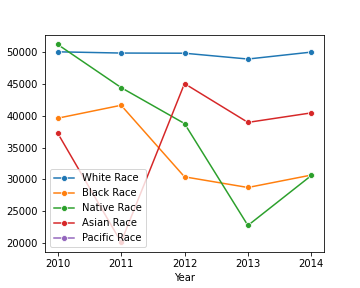 50000
45000
40000
35000
30000
25000
20000
White Race
Black Race
Native Race
Asian Race
Pacific Race
2010 2011 2012 2013 2014
Year